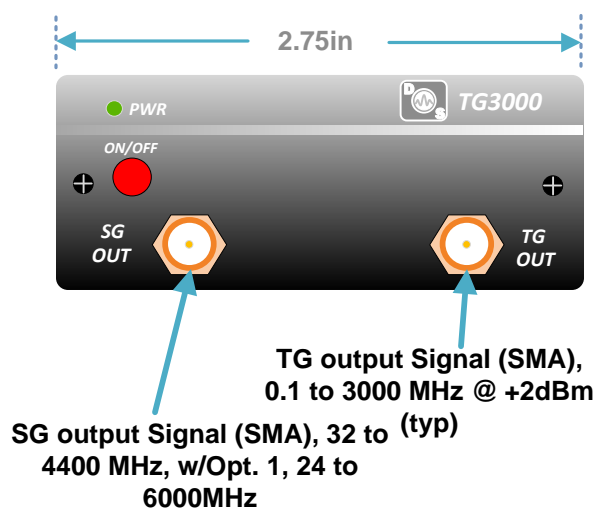 2.75in
D
S
TG3000
PWR
ON/OFF
SG
OUT
TG
OUT
TG output Signal (SMA),
0.1 to 3000 MHz @ +2dBm
(typ)
SG output Signal (SMA), 32 to
4400 MHz, w/Opt. 1, 24 to
6000MHz